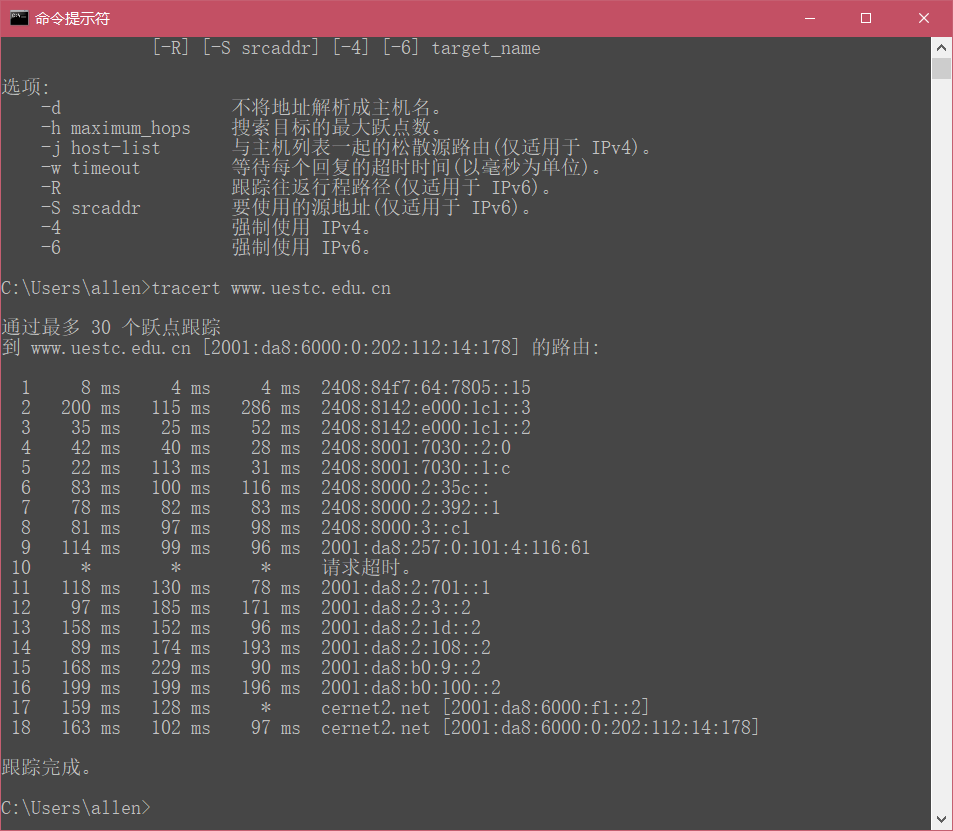 命令提示符
[-R] [-S srcaddr] [-4] [-6] target_name
选项:
-d 不将地址解析成主机名。
-h maximum_hops 搜索目标的最大跃点数。
-j host-list 与主机列表一起的松散源路由(仅适用于 IPv4)。
-w timeout 等待每个回复的超时时间(以毫秒为单位)。
-R 跟踪往返行程路径(仅适用于 IPv6)。
-S srcaddr 要使用的源地址(仅适用于 IPv6)。
-4 强制使用 IPv4。
-6 强制使用 IPv6。
C:\Users\allen>tracert www.uestc.edu.cn
通过最多 30 个跃点跟踪
到 www.uestc.edu.cn [2001:da8:6000:0:202:112:14:178] 的路由:
1 8 ms 4 ms 4 ms 2408:84f7:64:7805::15
2 200 ms 115 ms 286 ms 2408:8142:e000:1c1::3
3 35 ms 25 ms 52 ms 2408:8142:e000:1c1::2
4 42 ms 40 ms 28 ms 2408:8001:7030::2:0
5 22 ms 113 ms 31 ms 2408:8001:7030::1:c
6 83 ms 100 ms 116 ms 2408:8000:2:35c::
7 78 ms 82 ms 83 ms 2408:8000:2:392::1
8 81 ms 97 ms 98 ms 2408:8000:3::c1
9 114 ms 99 ms 96 ms 2001:da8:257:0:101:4:116:61
10 * * * 请求超时。
11 118 ms 130 ms 78 ms 2001:da8:2:701::1
12 97 ms 185 ms 171 ms 2001:da8:2:3::2
13 158 ms 152 ms 96 ms 2001:da8:2:1d::2
14 89 ms 174 ms 193 ms 2001:da8:2:108::2
15 168 ms 229 ms 90 ms 2001:da8:b0:9::2
16 199 ms 199 ms 196 ms 2001:da8:b0:100::2
17 159 ms 128 ms * cernet2.net [2001:da8:6000:f1::2]
18 163 ms 102 ms 97 ms cernet2.net [2001:da8:6000:0:202:112:14:178]
跟踪完成。
C:\Users\allen>